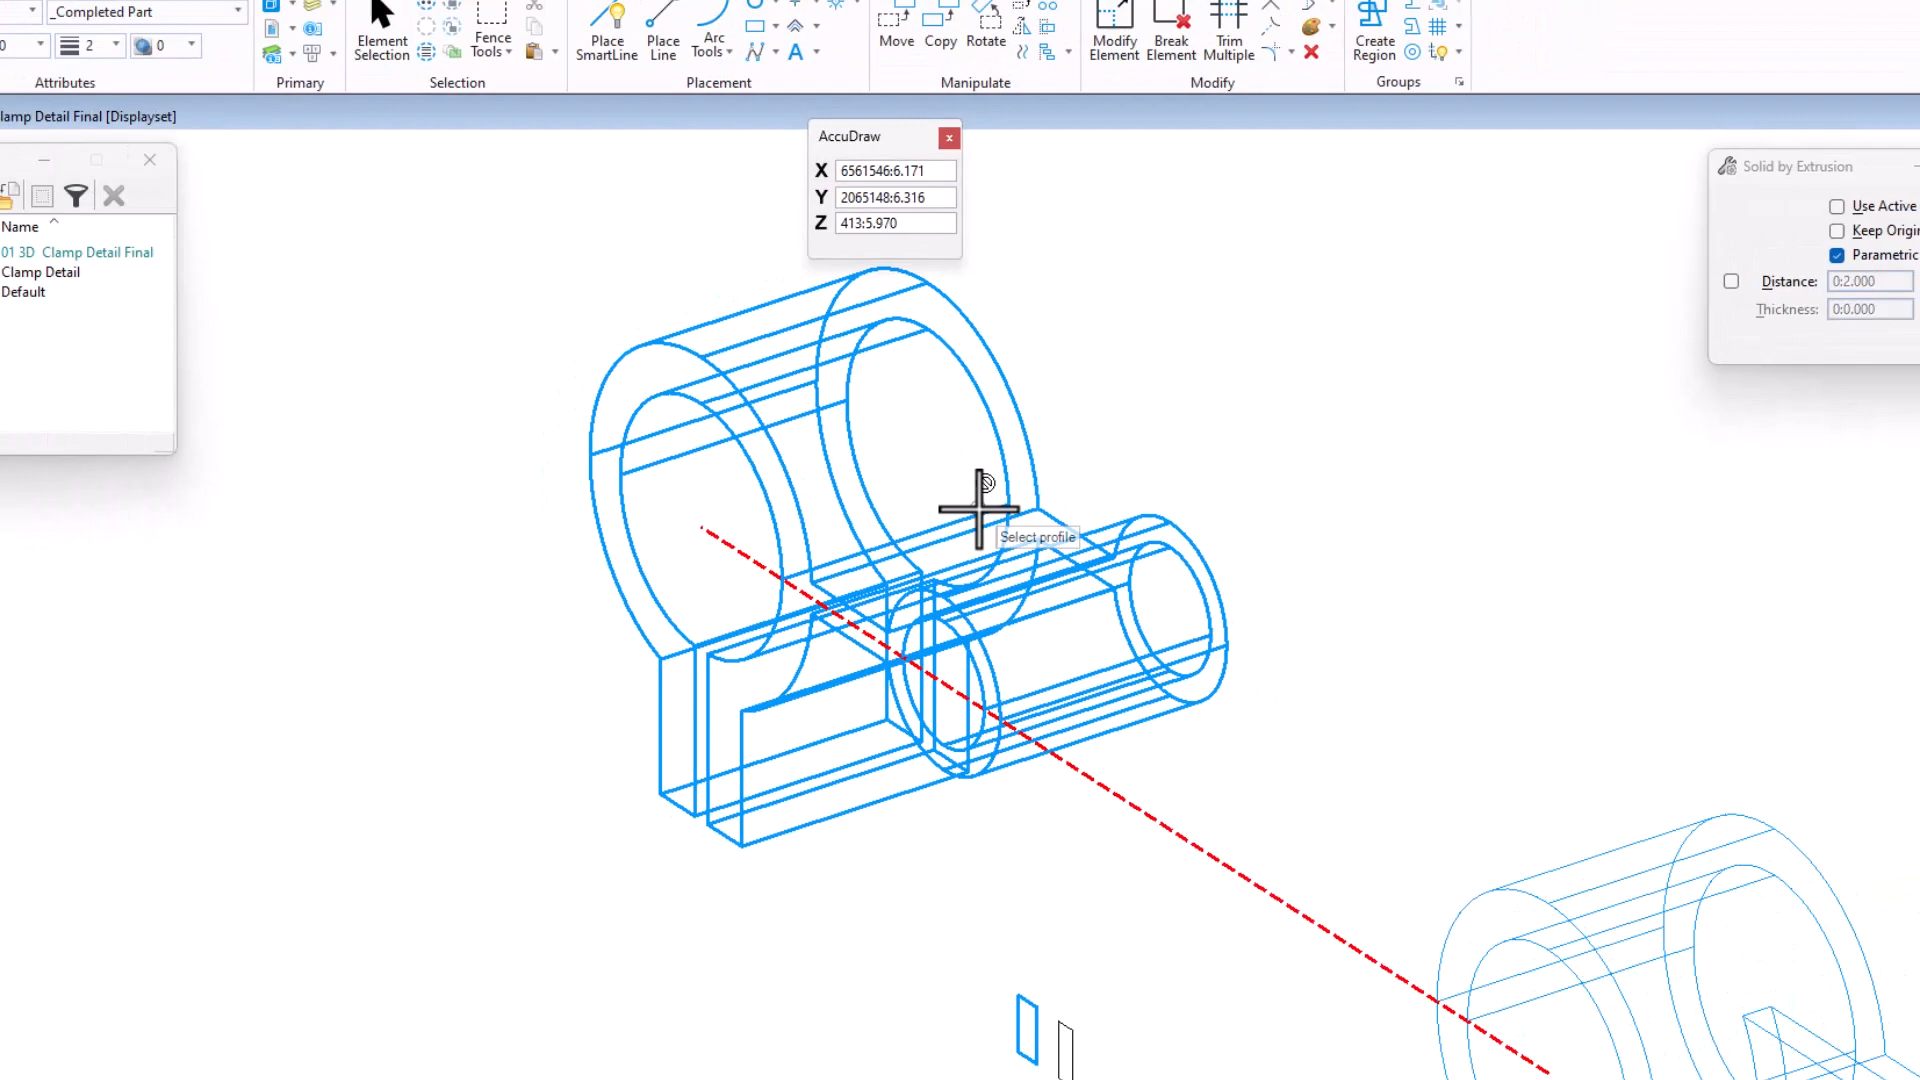 _Completed Part
0
2
0
Element
Selection
Fence
Tools
Place
SmartLine
Place
Line
Arc
Tools
Move
Copy
Rotate
Modify
Element
Break
Element
Trim
Multiple
Create
Region
Attributes
Primary
Selection
Placement
Manipulate
Modify
Groups
lamp Detail Final [Displayset]
AccuDraw
X 6561546:6.171
Y 2065148:6.316
Z 413:5.970
Name
01 3D Clamp Detail Final
Clamp Detail
Default
Solid by Extrusion
Use Active
Keep Origin
Parametric
Distance: 0:2.000
Thickness: 0:0.000
Select profile